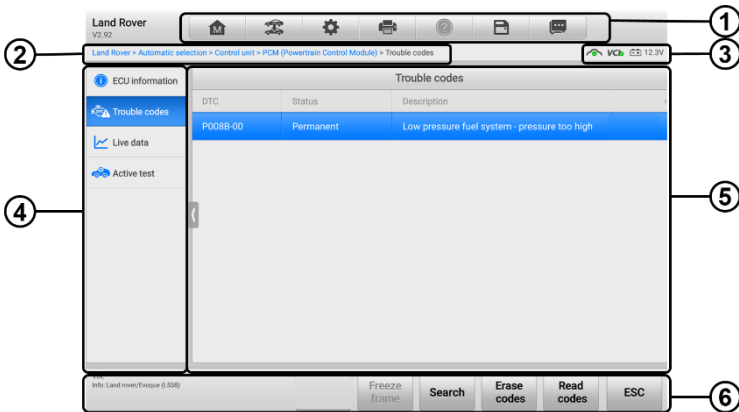 Land Rover
V2.92
M
?
1
2
Land Rover > Automatic selection > Control unit > PCM (Powertrain Control Module) > Trouble codes
VCI
12.3V
3
ECU information
Trouble codes
Live data
Active test
4
Trouble codes
DTC Status Description
P008B-00 Permanent Low pressure fuel system - pressure too high
5
Info: Land rover/Evoque (L538)
Freeze frame
Search
Erase codes
Read codes
ESC
6